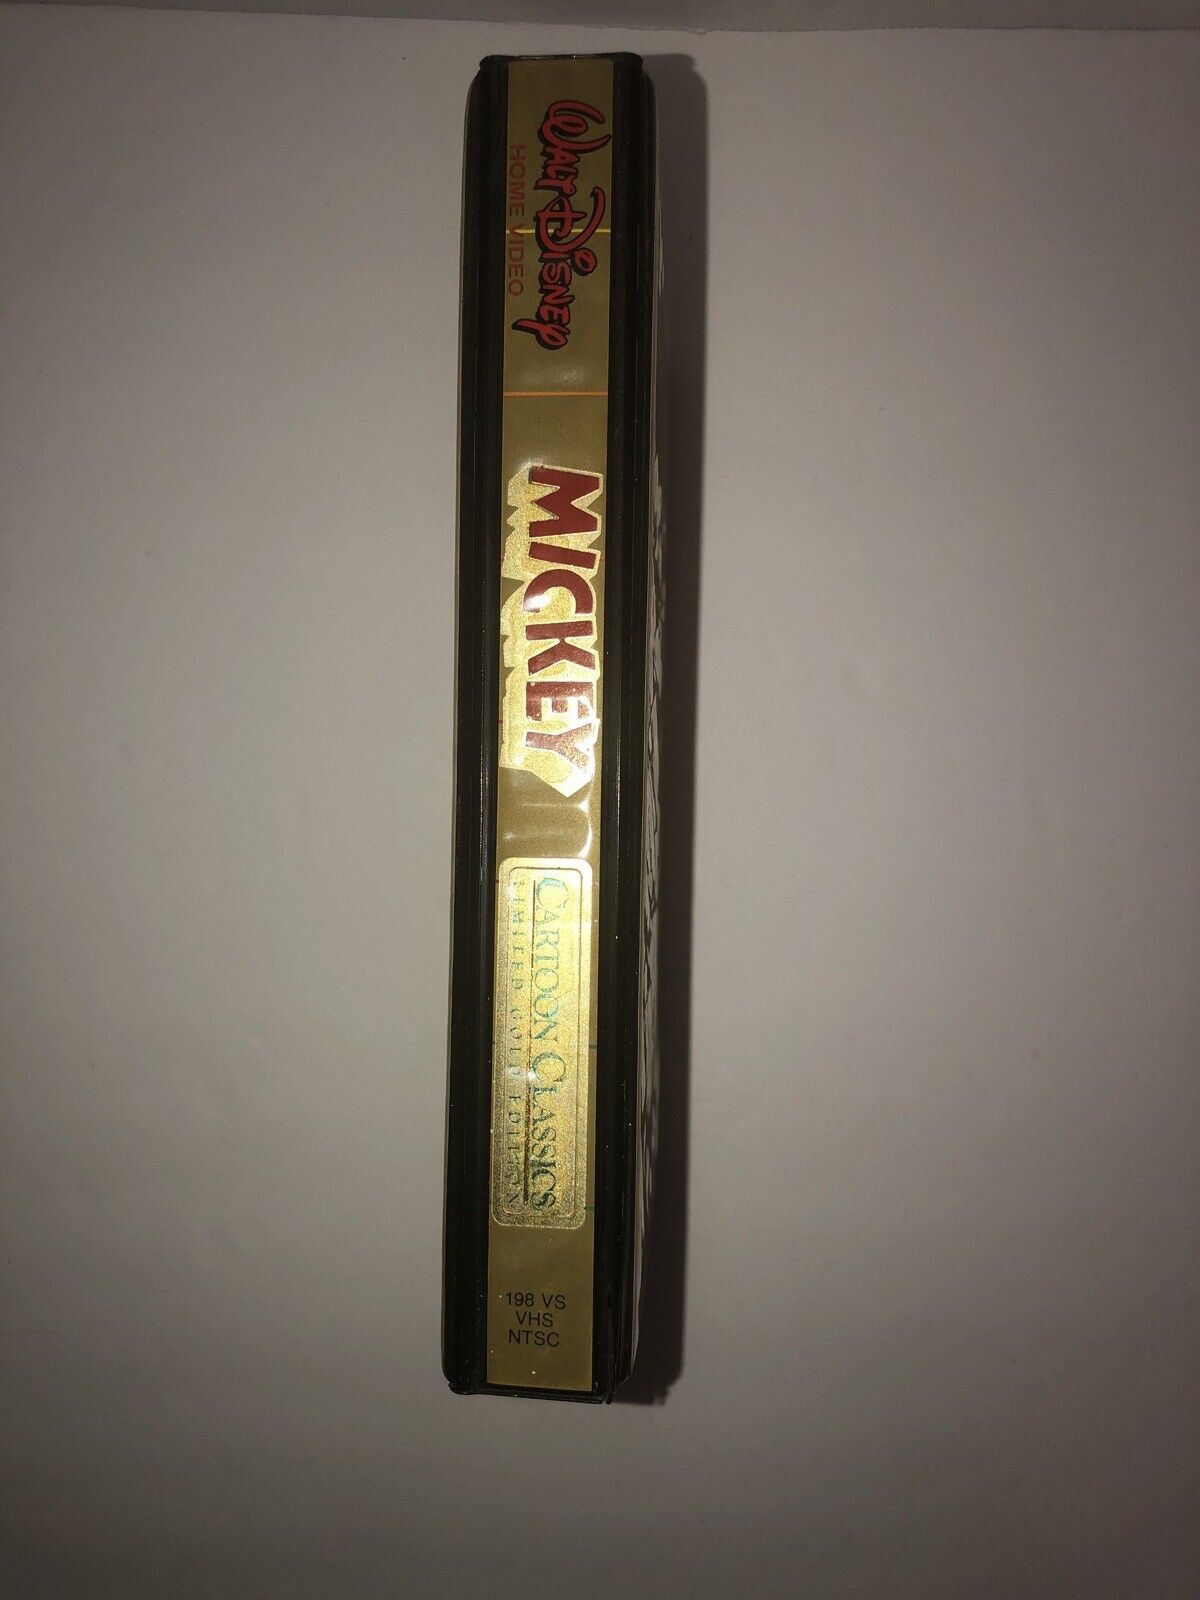 WALT DISNEY
HOME VIDEO
MICKEY
CARTOON CLASSICS
LIMITED GOLD EDITION
198 VS
VHS
NTSC